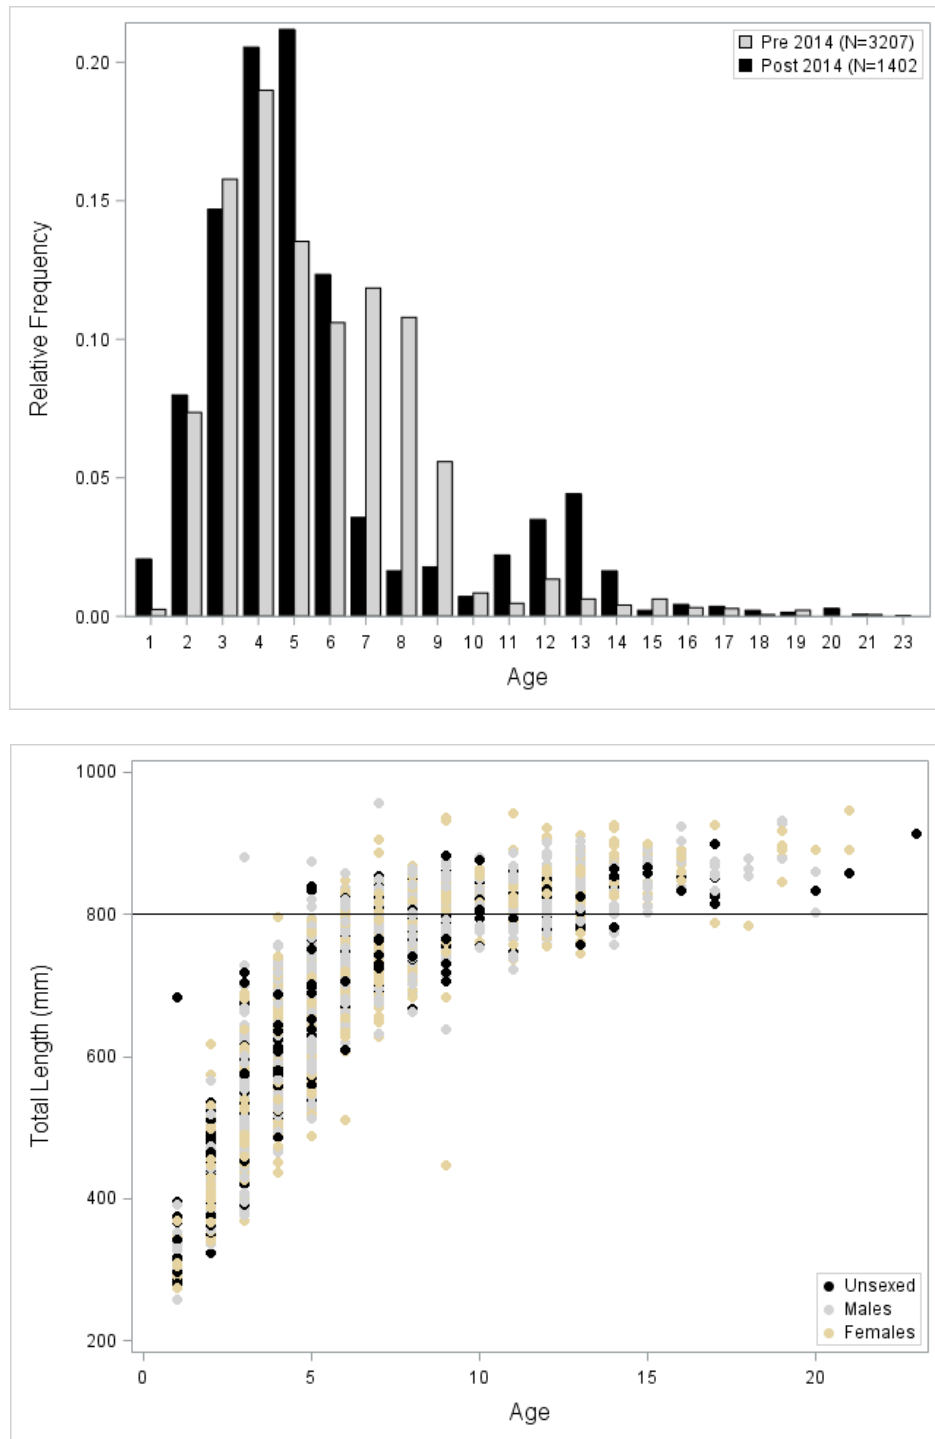 Pre 2014 (N=3207)
Post 2014 (N=1402
0.20
0.15
0.10
0.05
0.00
Relative Frequency
1 2 3 4 5 6 7 8 9 10 11 12 13 14 15 16 17 18 19 20 21 23
Age
1000
800
600
400
200
Total Length (mm)
Unsexed
Males
Females
0 5 10 15 20
Age